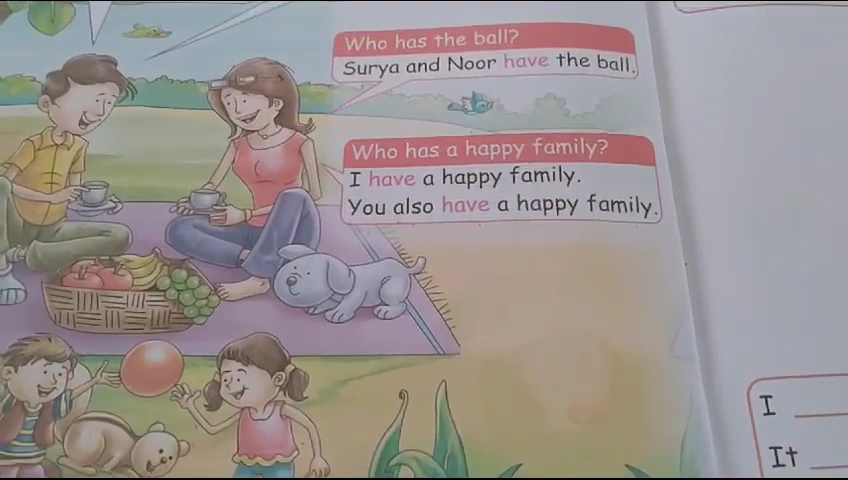 Who has the ball?
Surya and Noor have the ball.
Who has a happy family?
I have a happy family.
You also have a happy family.
I
It